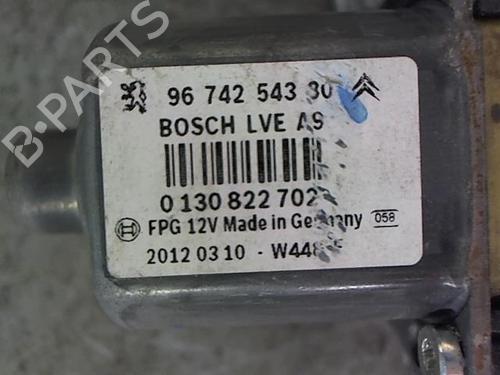 B-PARTS
96 742 543 80
BOSCH LVE A9
0 130 822 702
FPG 12V Made in Germany 058
2012 03 10 - W448